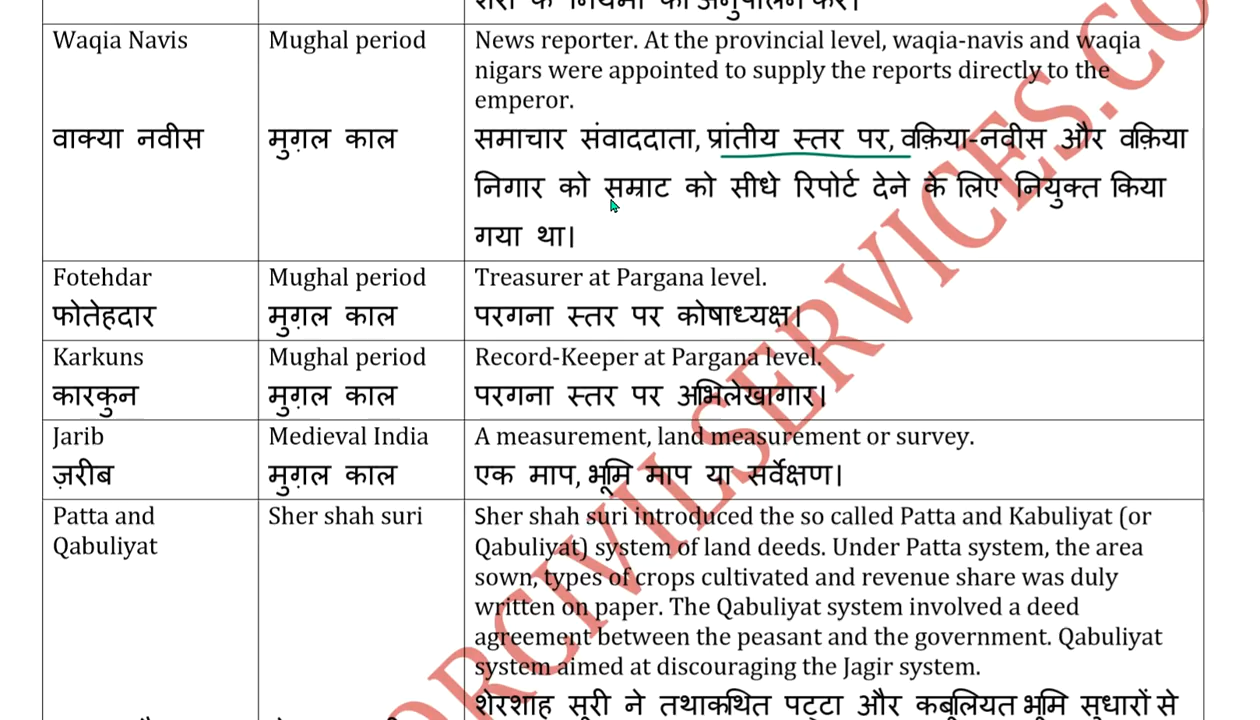 शरा के नियमों का अनुपालन करें।
Waqia Navis
Mughal period
News reporter. At the provincial level, waqia-navis and waqia
nigars were appointed to supply the reports directly to the
emperor.
वाक्या नवीस
मुग़ल काल
समाचार संवाददाता, प्रांतीय स्तर पर, वक़िया-नवीस और वक़िया
निगार को सम्राट को सीधे रिपोर्ट देने के लिए नियुक्त किया
गया था।
Fotehdar
Mughal period
Treasurer at Pargana level.
फोतेहदार
मुग़ल काल
परगना स्तर पर कोषाध्यक्ष।
Karkuns
Mughal period
Record-Keeper at Pargana level.
कारकुन
मुग़ल काल
परगना स्तर पर अभिलेखागार।
Jarib
Medieval India
A measurement, land measurement or survey.
ज़रीब
मुग़ल काल
एक माप, भूमि माप या सर्वेक्षण।
Patta and
Qabuliyat
Sher shah suri
Sher shah suri introduced the so called Patta and Kabuliyat (or
Qabuliyat) system of land deeds. Under Patta system, the area
sown, types of crops cultivated and revenue share was duly
written on paper. The Qabuliyat system involved a deed
agreement between the peasant and the government. Qabuliyat
system aimed at discouraging the Jagir system.
शेरशाह सूरी ने तथाकथित पट्टा और कबूलियत भूमि सुधारों से
ORCIVILSERVICES.CO